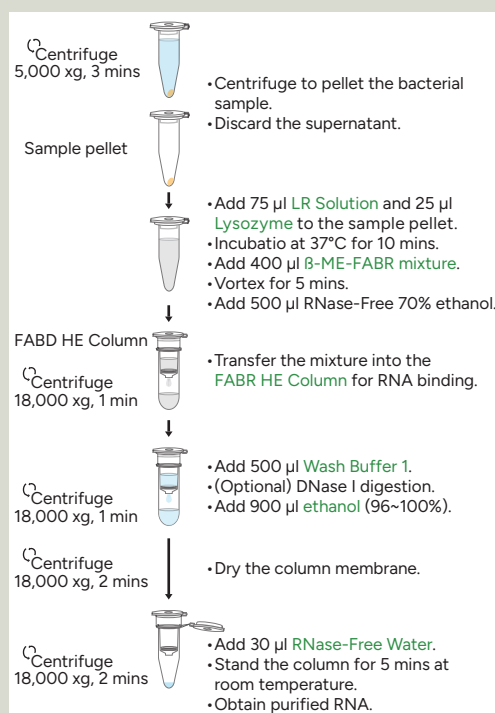 Centrifuge
5,000 xg, 3 mins
•Centrifuge to pellet the bacterial
sample.
•Discard the supernatant.
Sample pellet
•Add 75 µl LR Solution and 25 µl
Lysozyme to the sample pellet.
•Incubatio at 37°C for 10 mins.
•Add 400 µl ß-ME-FABR mixture.
•Vortex for 5 mins.
•Add 500 µl RNase-Free 70% ethanol.
FABD HE Column
Centrifuge
18,000 xg, 1 min
•Transfer the mixture into the
FABR HE Column for RNA binding.
Centrifuge
18,000 xg, 1 min
•Add 500 µl Wash Buffer 1.
•(Optional) DNase I digestion.
•Add 900 µl ethanol (96~100%).
Centrifuge
18,000 xg, 2 mins
•Dry the column membrane.
Centrifuge
18,000 xg, 2 mins
•Add 30 µl RNase-Free Water.
•Stand the column for 5 mins at
room temperature.
•Obtain purified RNA.